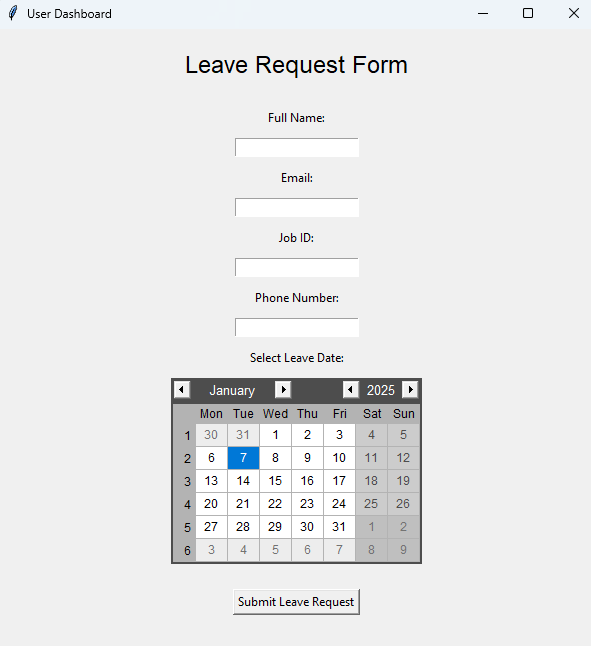 User Dashboard
Leave Request Form
Full Name:
Email:
Job ID:
Phone Number:
Select Leave Date:
January 2025
Mon Tue Wed Thu Fri Sat Sun
1 30 31 1 2 3 4 5
2 6 7 8 9 10 11 12
3 13 14 15 16 17 18 19
4 20 21 22 23 24 25 26
5 27 28 29 30 31 1 2
6 3 4 5 6 7 8 9
Submit Leave Request